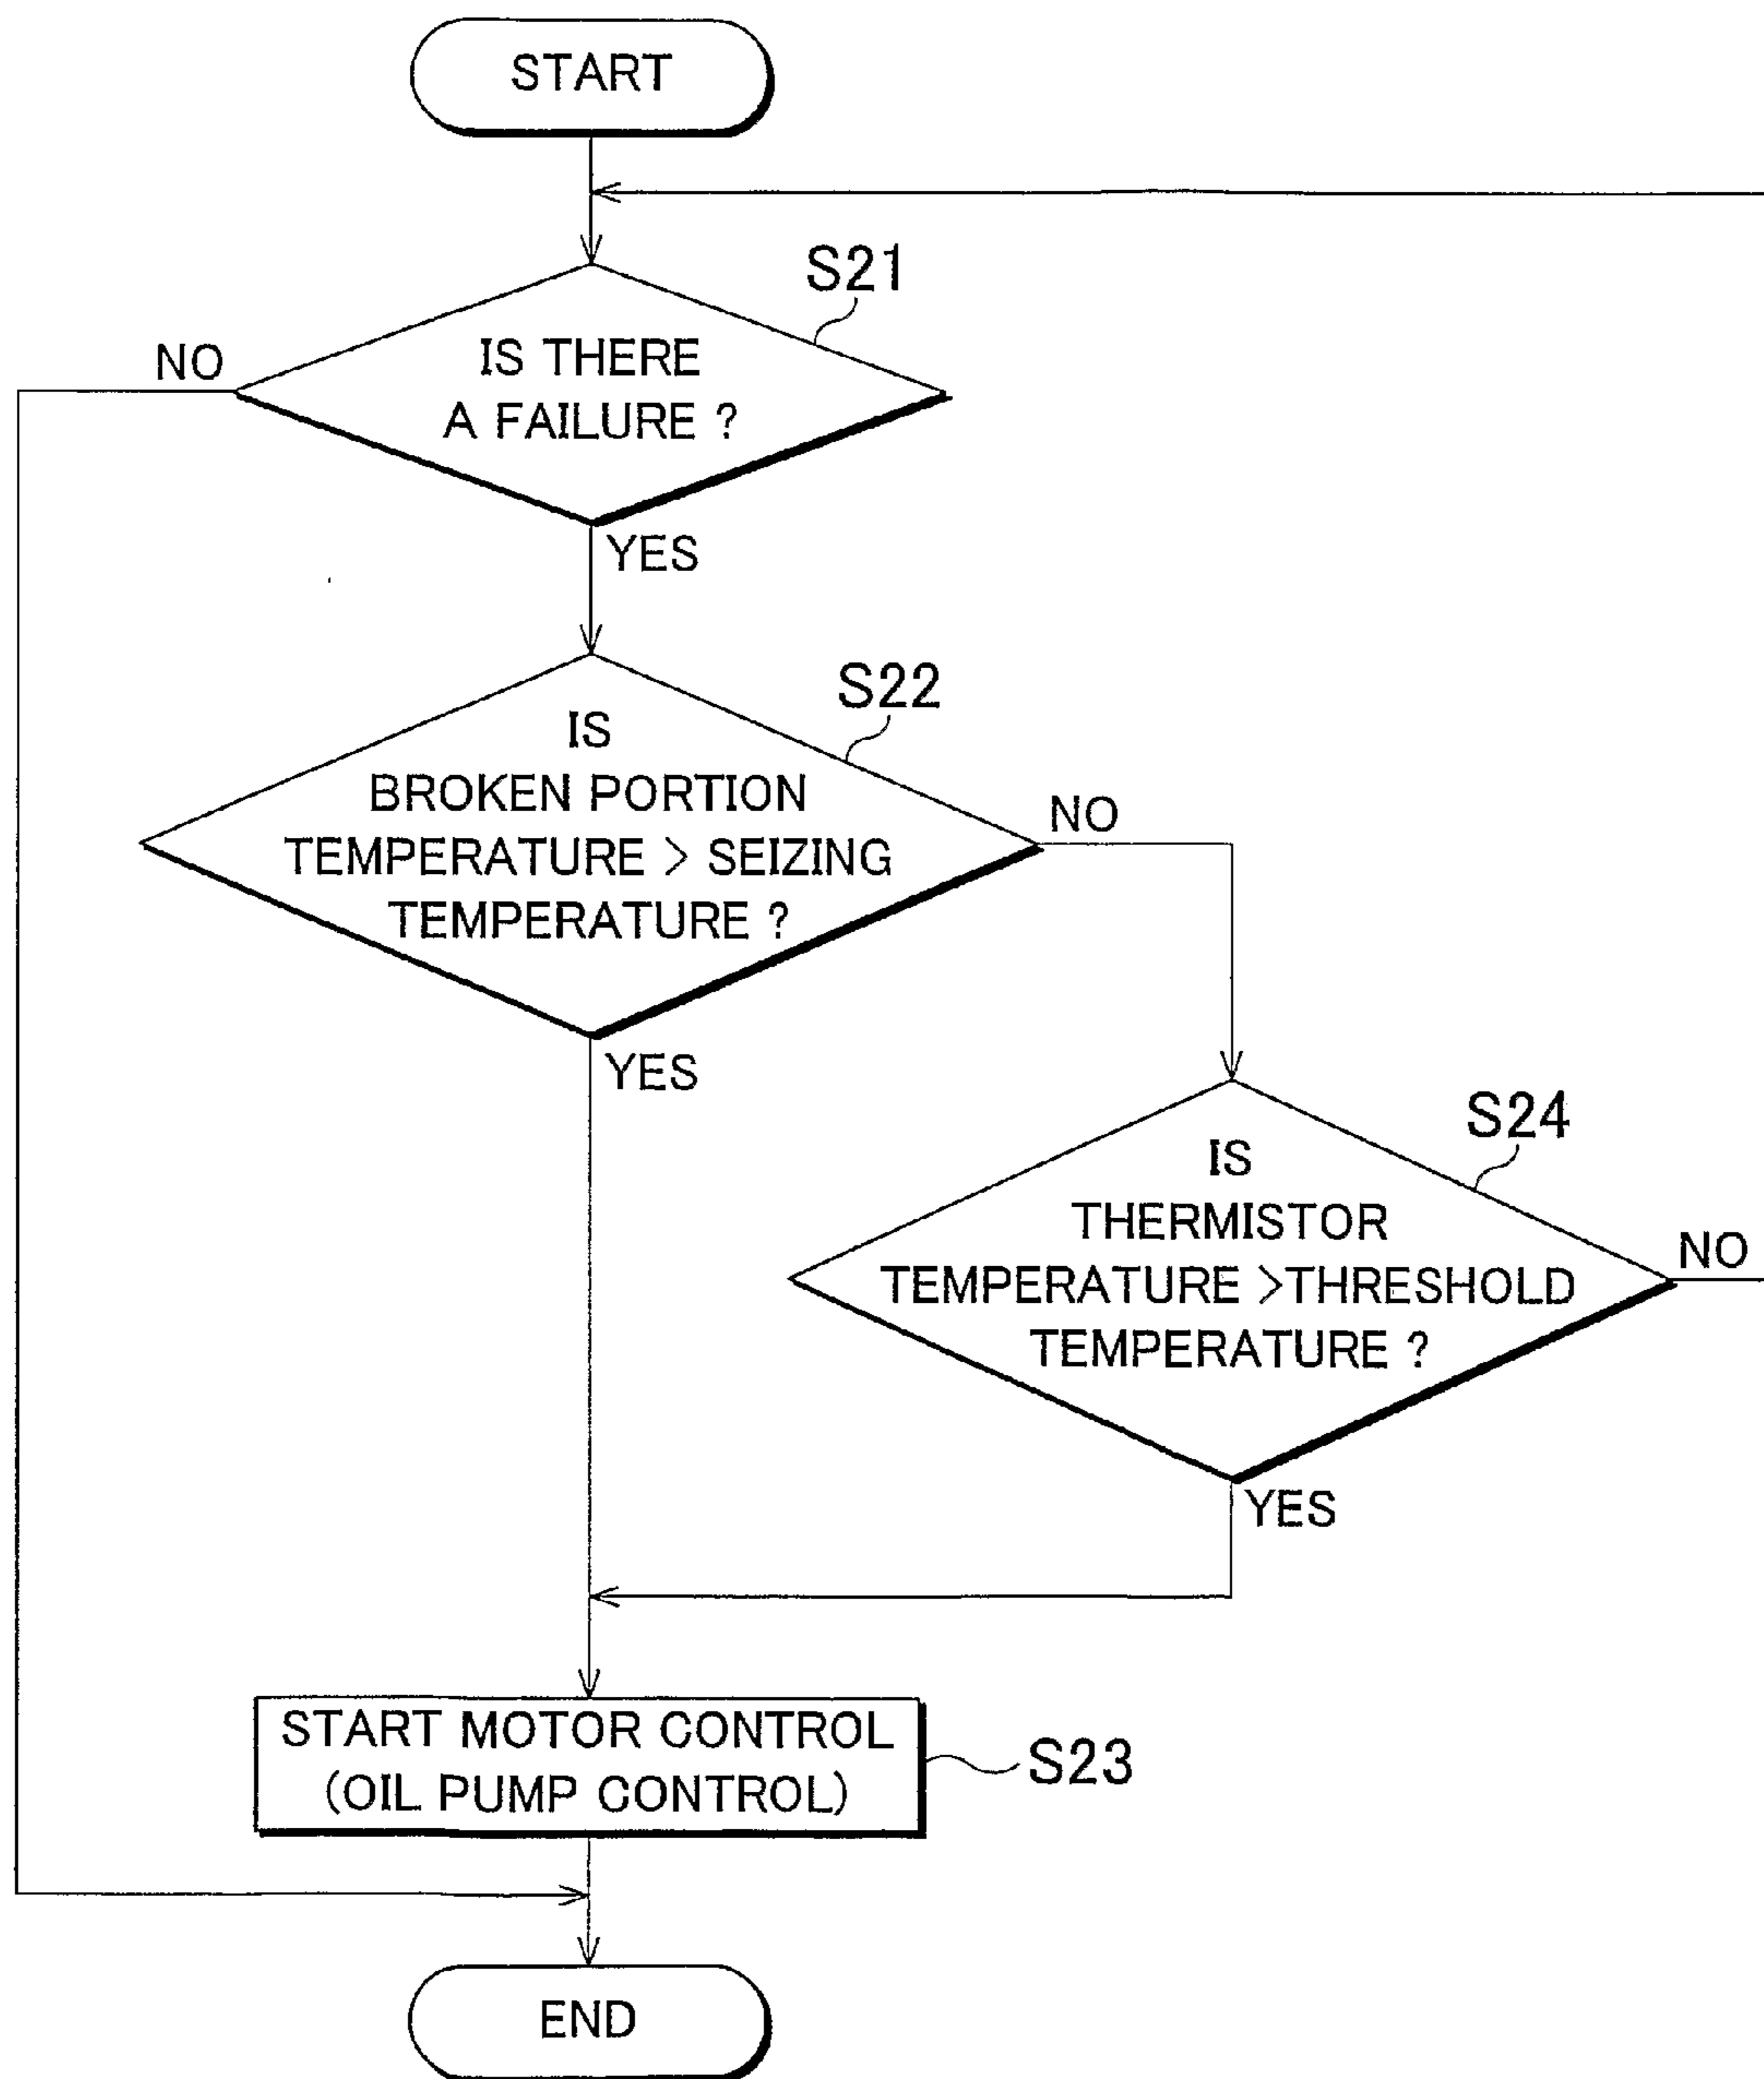 START
S21
NO
IS THERE
A FAILURE ?
YES
S22
IS
BROKEN PORTION
TEMPERATURE > SEIZING
TEMPERATURE ?
NO
YES
S24
IS
THERMISTOR
TEMPERATURE >THRESHOLD
TEMPERATURE ?
NO
YES
START MOTOR CONTROL
(OIL PUMP CONTROL)
S23
END